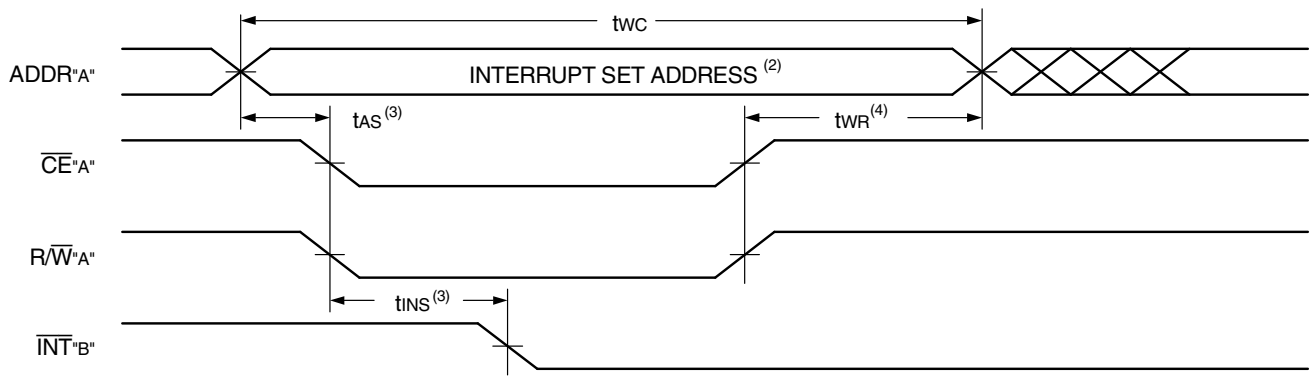 tWC
ADDR"A"
INTERRUPT SET ADDRESS (2)
tAS(3)
tWR(4)
CE"A"
R/W"A"
tINS(3)
INT"B"